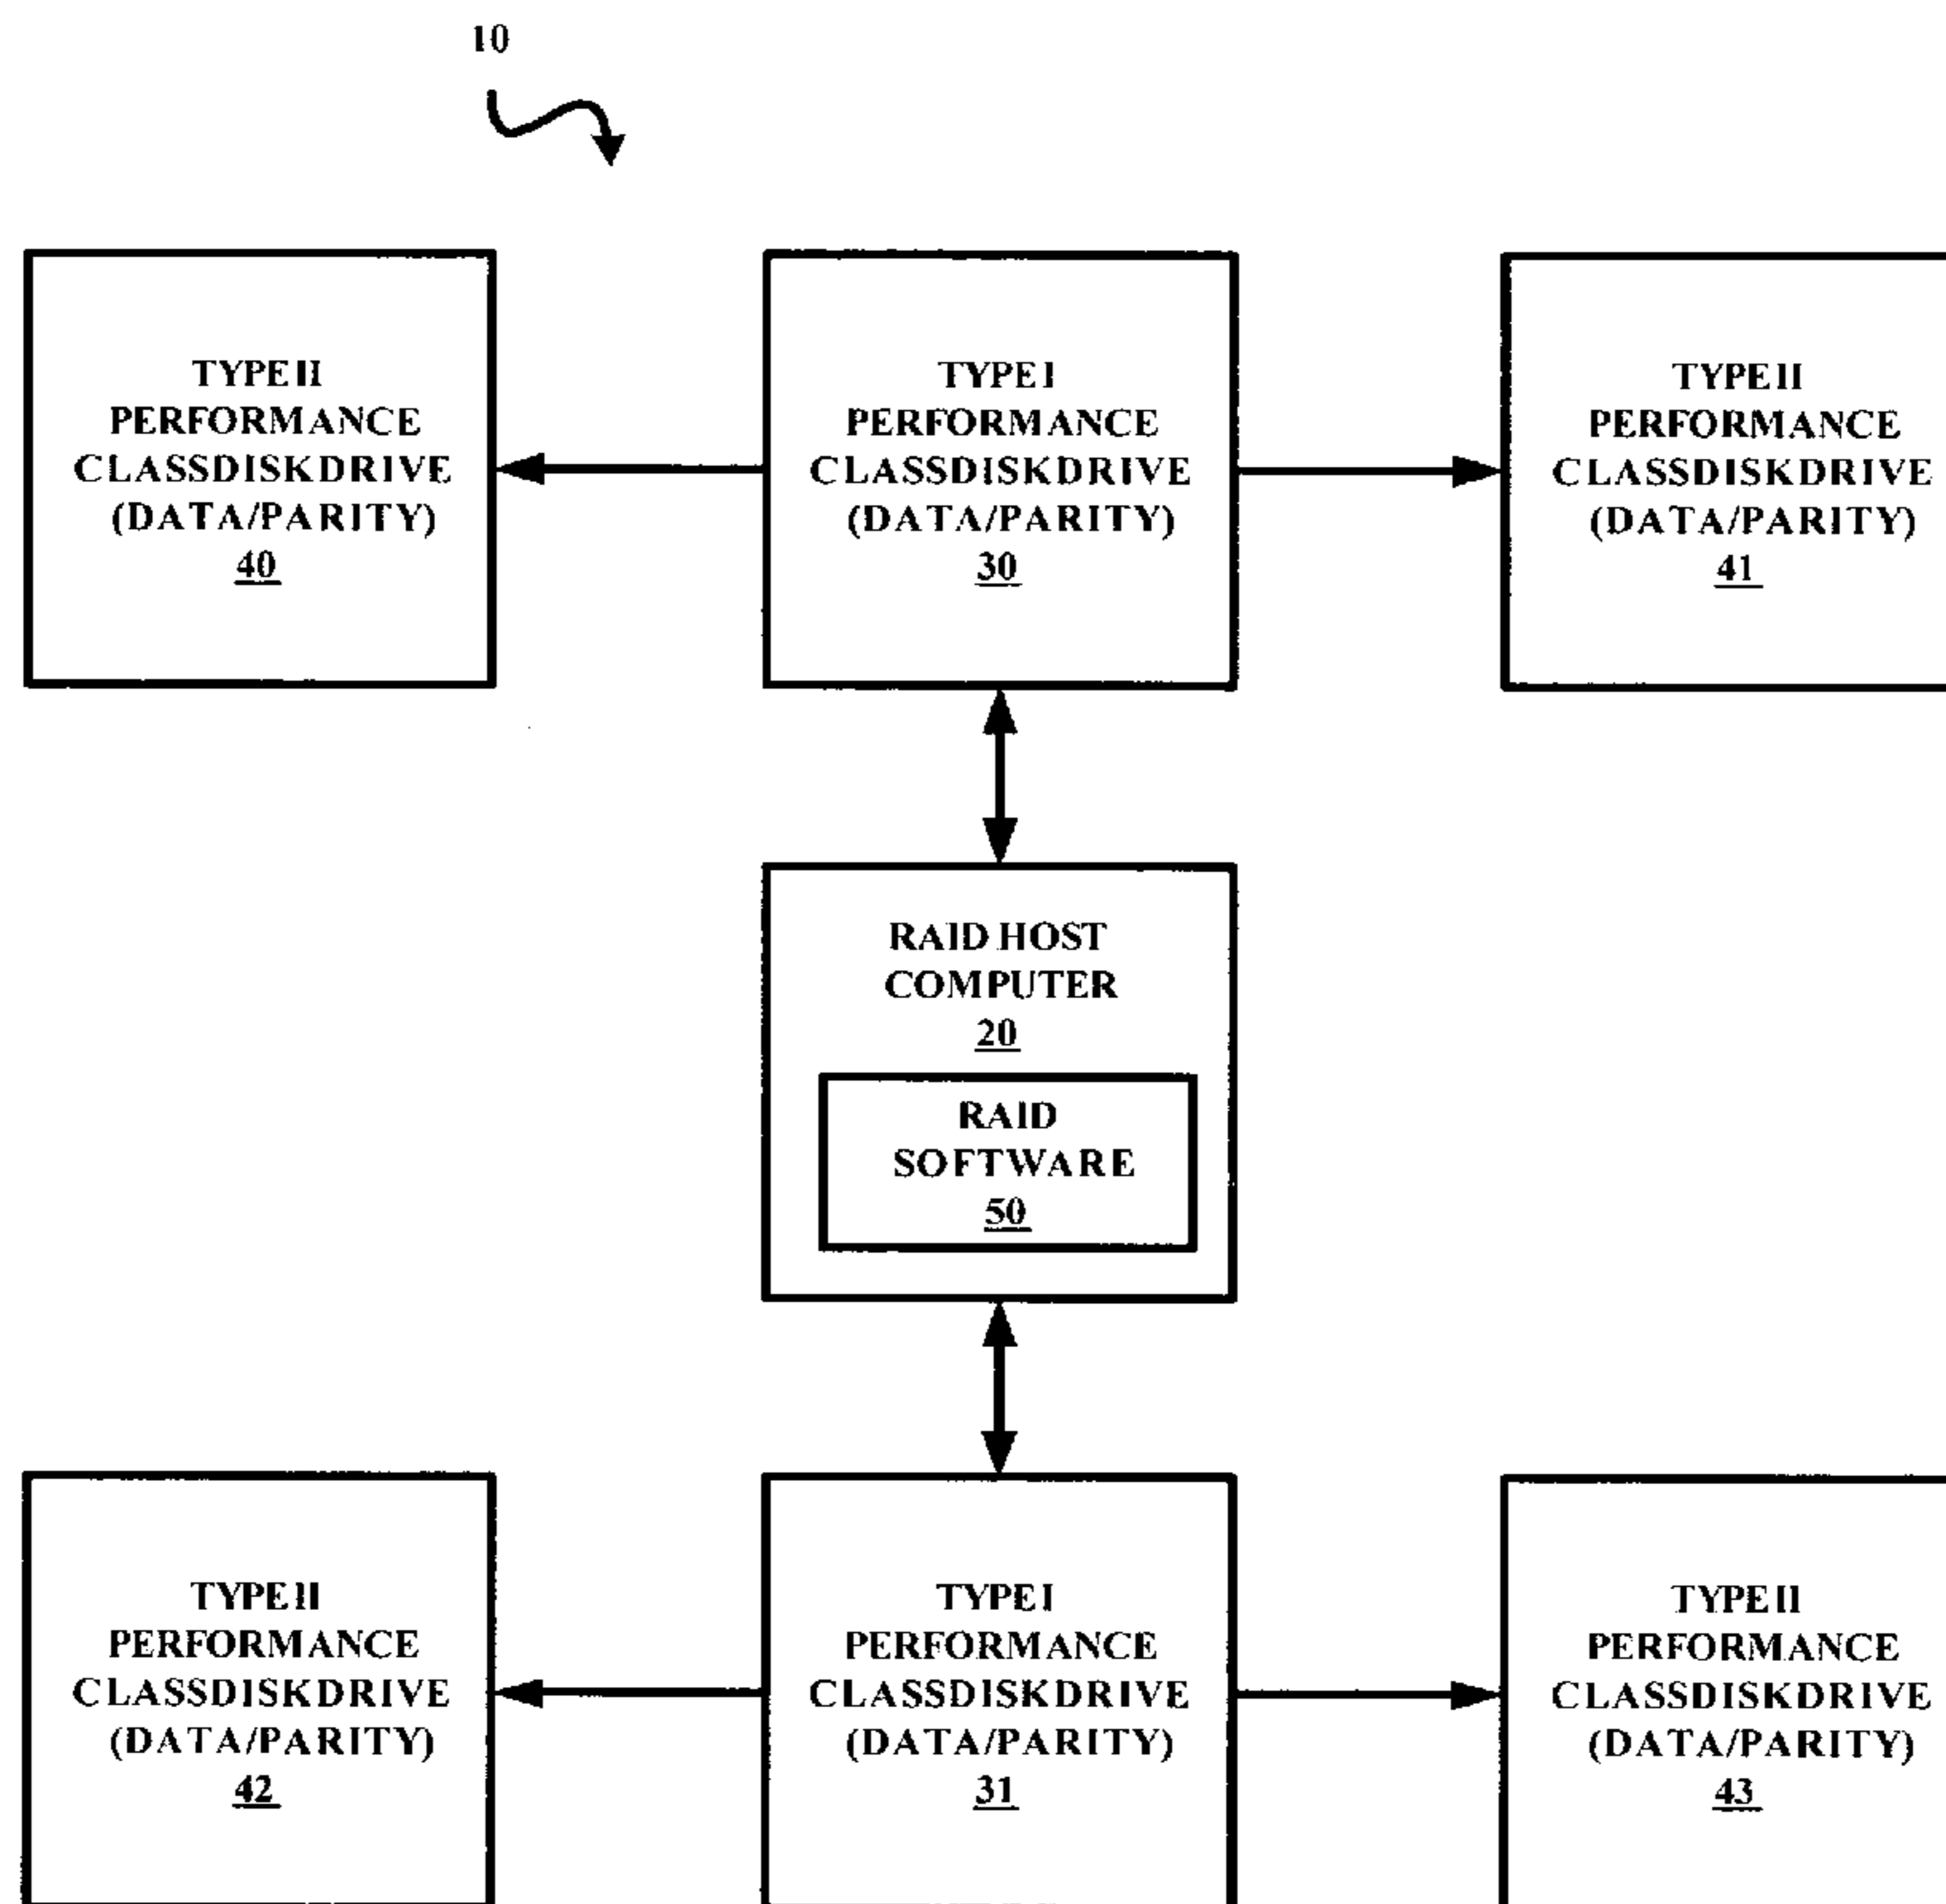 10
TYPE II
PERFORMANCE
CLASSDISKDRIVE
(DATA/PARITY)
40
TYPE I
PERFORMANCE
CLASSDISKDRIVE
(DATA/PARITY)
30
TYPE II
PERFORMANCE
CLASSDISKDRIVE
(DATA/PARITY)
41
RAID HOST
COMPUTER
20
RAID
SOFTWARE
50
TYPE II
PERFORMANCE
CLASSDISKDRIVE
(DATA/PARITY)
42
TYPE I
PERFORMANCE
CLASSDISKDRIVE
(DATA/PARITY)
31
TYPE II
PERFORMANCE
CLASSDISKDRIVE
(DATA/PARITY)
43